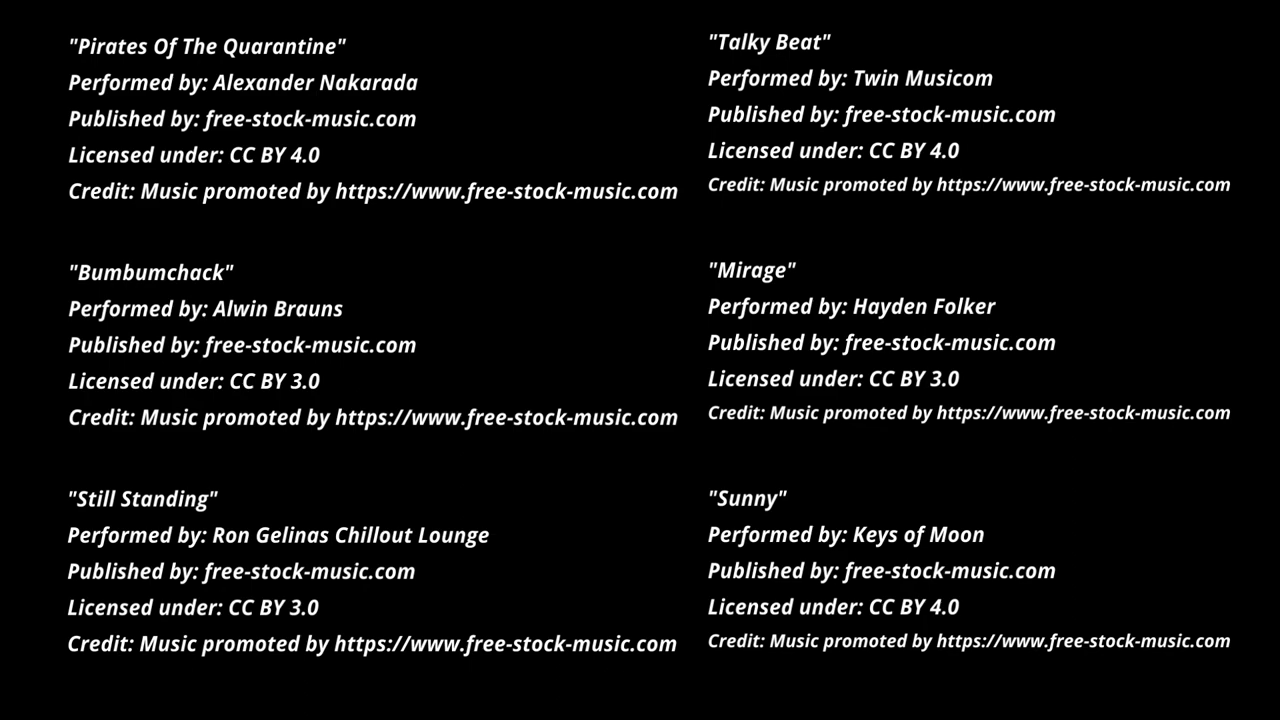 "Pirates Of The Quarantine"
Performed by: Alexander Nakarada
Published by: free-stock-music.com
Licensed under: CC BY 4.0
Credit: Music promoted by https://www.free-stock-music.com
"Bumbumchack"
Performed by: Alwin Brauns
Published by: free-stock-music.com
Licensed under: CC BY 3.0
Credit: Music promoted by https://www.free-stock-music.com
"Still Standing"
Performed by: Ron Gelinas Chillout Lounge
Published by: free-stock-music.com
Licensed under: CC BY 3.0
Credit: Music promoted by https://www.free-stock-music.com
"Talky Beat"
Performed by: Twin Musicom
Published by: free-stock-music.com
Licensed under: CC BY 4.0
Credit: Music promoted by https://www.free-stock-music.com
"Mirage"
Performed by: Hayden Folker
Published by: free-stock-music.com
Licensed under: CC BY 3.0
Credit: Music promoted by https://www.free-stock-music.com
"Sunny"
Performed by: Keys of Moon
Published by: free-stock-music.com
Licensed under: CC BY 4.0
Credit: Music promoted by https://www.free-stock-music.com